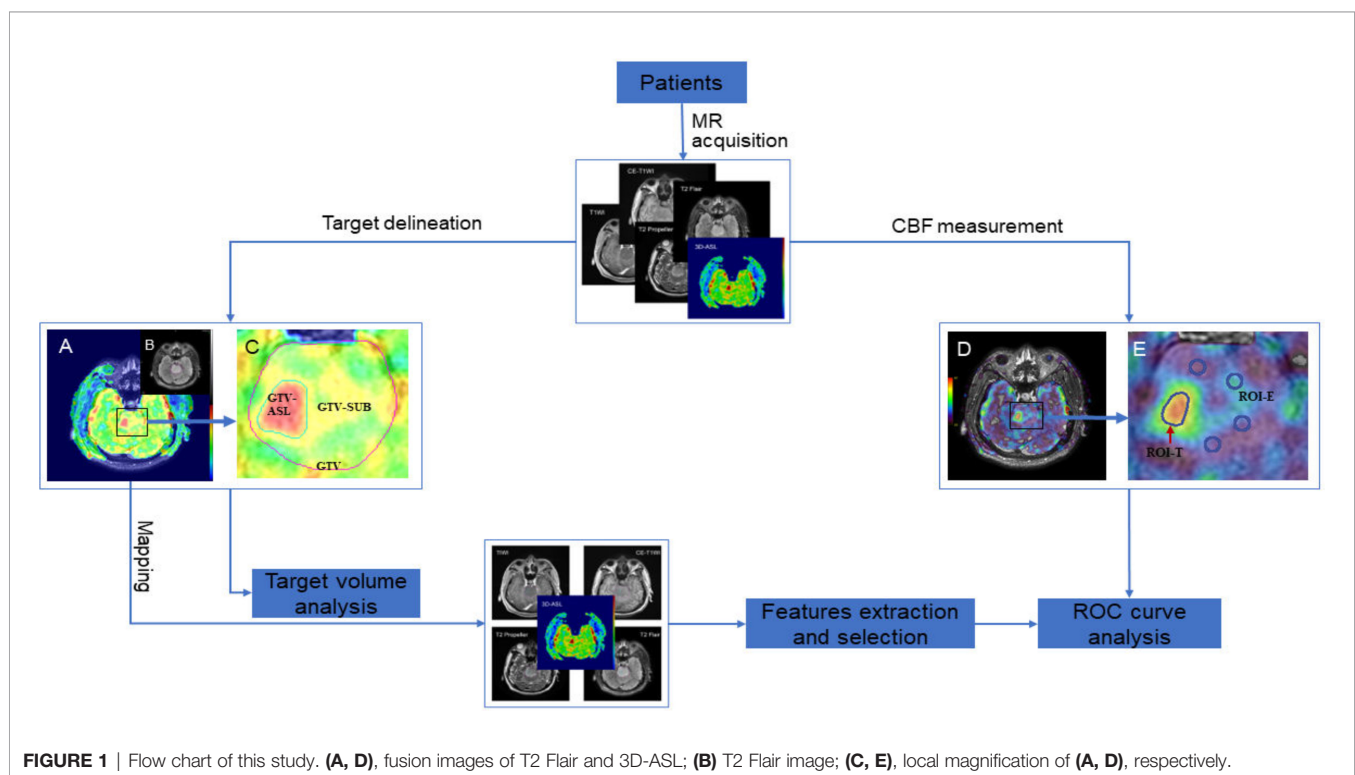 Patients
MR
acquisition
CE-T1WI
T2 Flair
T1WI
T2 Propeller
3D-ASL
Target delineation
CBF measurement
A
B
C
GTV-
ASL
GTV-SUB
GTV
D
E
ROI-E
ROI-T
Mapping
Target volume
analysis
T1WI
CE-T1WI
3D-ASL
T2 Propeller
T2 Flair
Features extraction
and selection
ROC curve
analysis
FIGURE 1 | Flow chart of this study. (A, D), fusion images of T2 Flair and 3D-ASL; (B) T2 Flair image; (C, E), local magnification of (A, D), respectively.